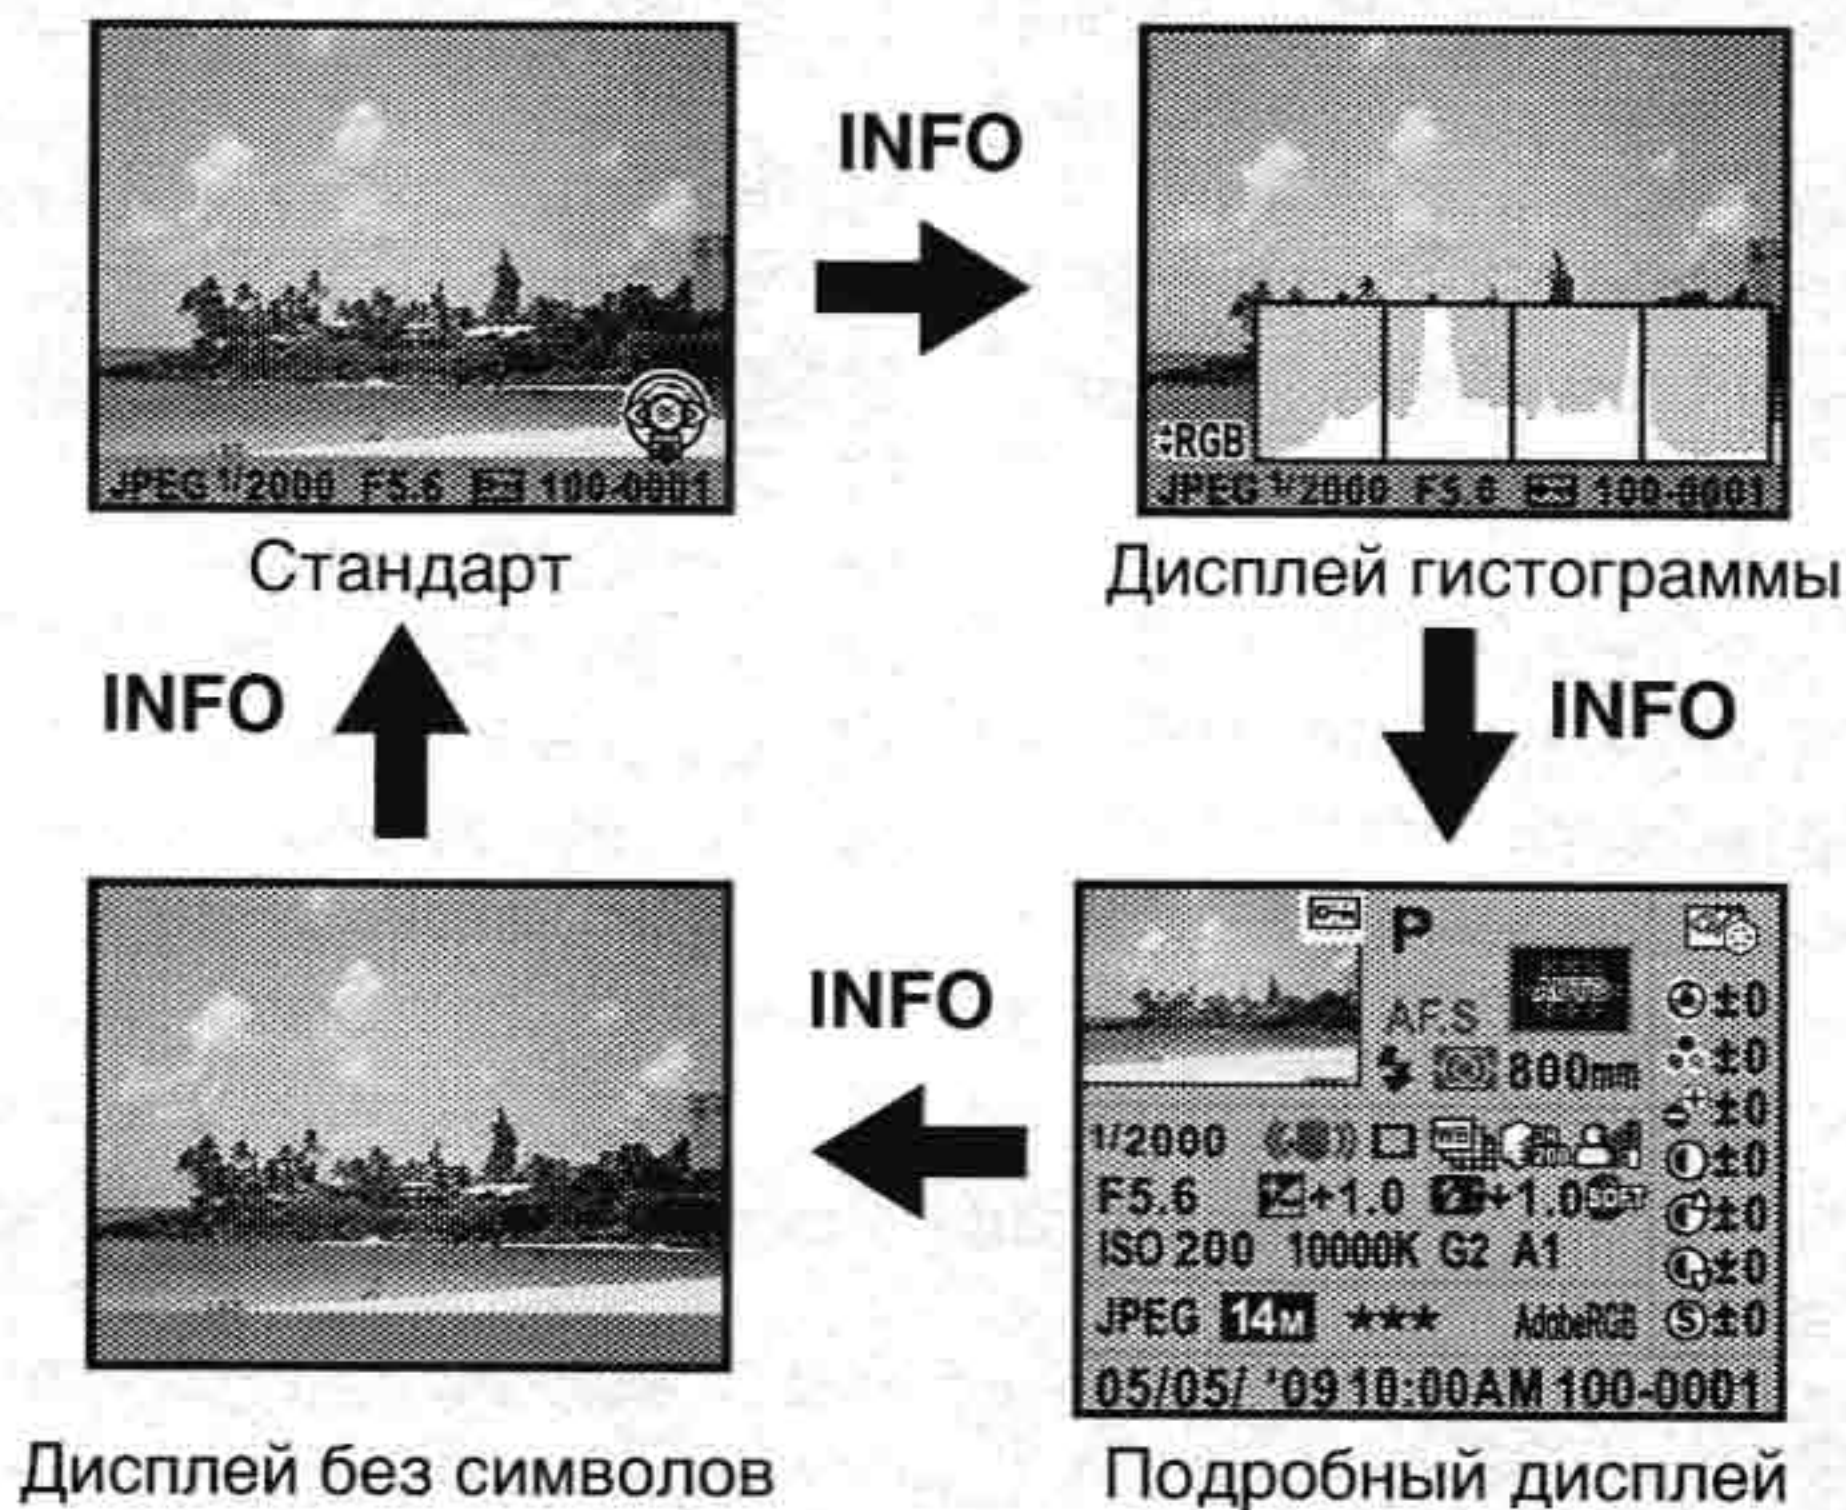 INFO
JPEG 1/2000 F5.6 100-0001
RGB
JPEG 1/2000 F5.6 100-0001
Стандарт
Дисплей гистограммы
INFO
INFO
P
AF.S
800mm
±0
±0
±0
±0
±0
±0
S±0
INFO
1/2000 WB
F5.6 +1.0 +1.0 SOFT
ISO 200 10000K G2 A1
JPEG 14M ★★★ AdobeRGB
05/05/ '09 10:00AM 100-0001
Дисплей без символов
Подробный дисплей